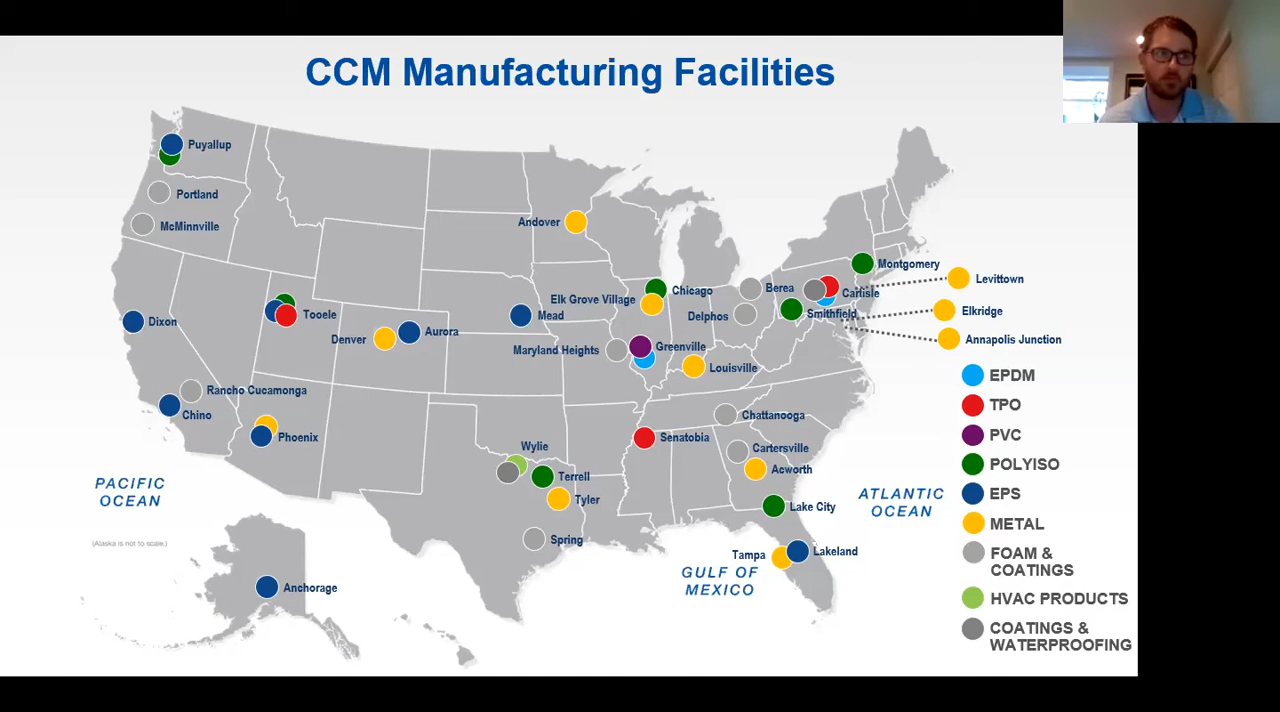 CCM Manufacturing Facilities
Puyallup
Portland
McMinnville
Andover
Montgomery
Levittown
Chicago
Berea
Carlisle
Elk Grove Village
Elkridge
Tooele
Mead
Delphos
Smithfield
Dixon
Aurora
Denver
Annapolis Junction
Maryland Heights
Greenville
Louisville
Rancho Cucamonga
Chino
Chattanooga
Phoenix
Senatobia
Wylie
Cartersville
Terrell
Acworth
Tyler
Lake City
Spring
Tampa
Lakeland
Anchorage
PACIFIC
OCEAN
ATLANTIC
OCEAN
GULF OF
MEXICO
(Alaska is not to scale.)
EPDM
TPO
PVC
POLYISO
EPS
METAL
FOAM &
COATINGS
HVAC PRODUCTS
COATINGS &
WATERPROOFING